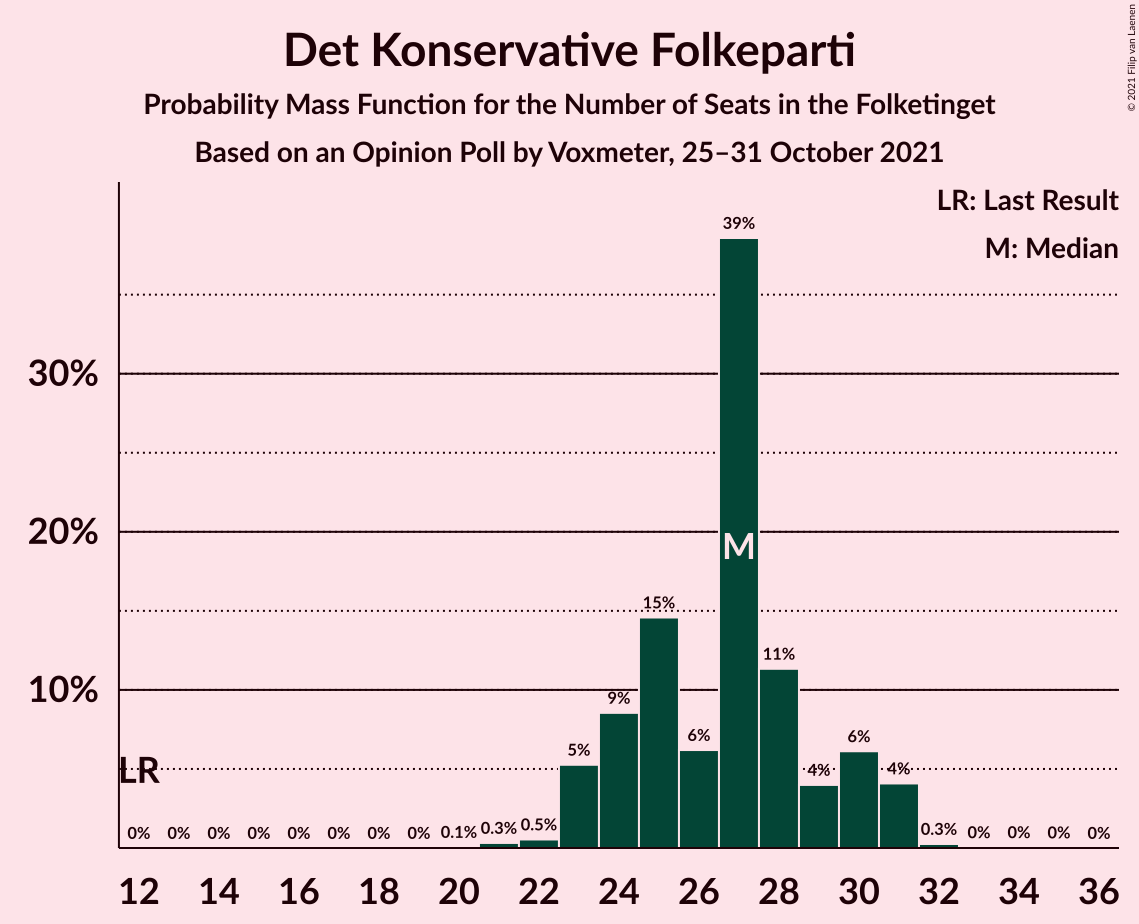 Det Konservative Folkeparti
Probability Mass Function for the Number of Seats in the Folketinget
Based on an Opinion Poll by Voxmeter, 25–31 October 2021
© 2021 Filip van Laenen
LR: Last Result
M: Median
39%
30%
20%
M
15%
11%
10%
9%
6%
5%
6%
4%
4%
LR
0% 0% 0% 0% 0% 0% 0% 0% 0.1% 0.3% 0.5% 0.3% 0% 0% 0% 0%
12 14 16 18 20 22 24 26 28 30 32 34 36